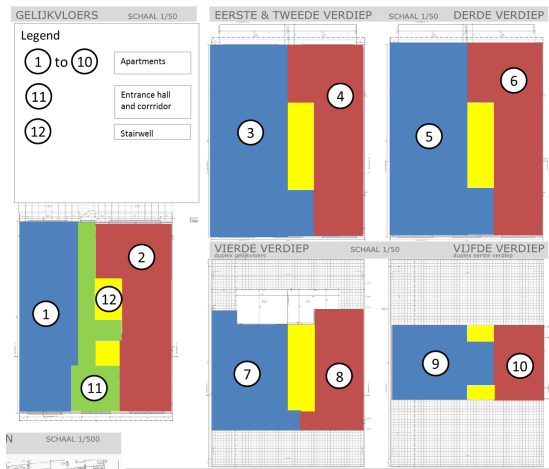 GELIJKVLOERS SCHAAL 1/50
EERSTE & TWEEDE VERDIEP SCHAAL 1/50 DERDE VERDIEP
Legend
1 to 10 Apartments
11 Entrance hall
and corrridor
12 Stairwell
3
4
5
6
1
2
12
11
VIERDE VERDIEP SCHAAL 1/50 VIJFDE VERDIEP
duplex gelijkvloers duplex eerste verdiep
7
8
9
10
N SCHAAL 1/500